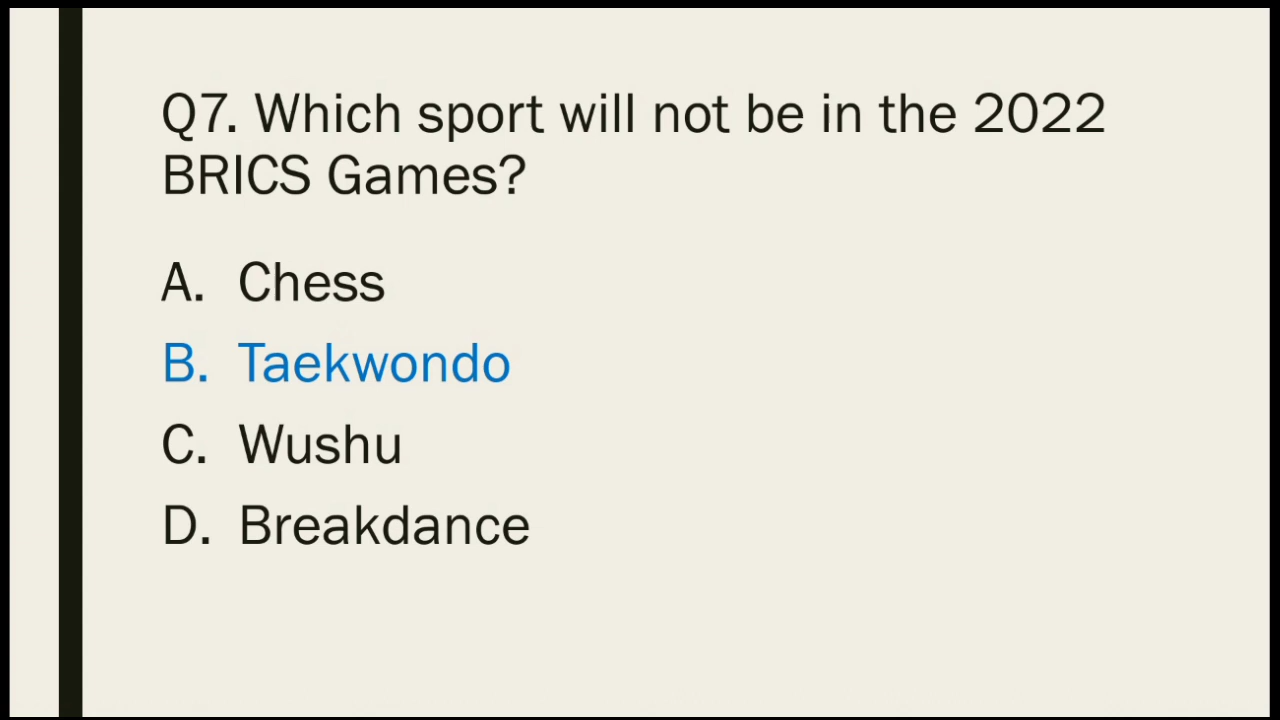 Q7. Which sport will not be in the 2022
BRICS Games?
A. Chess
B. Taekwondo
C. Wushu
D. Breakdance